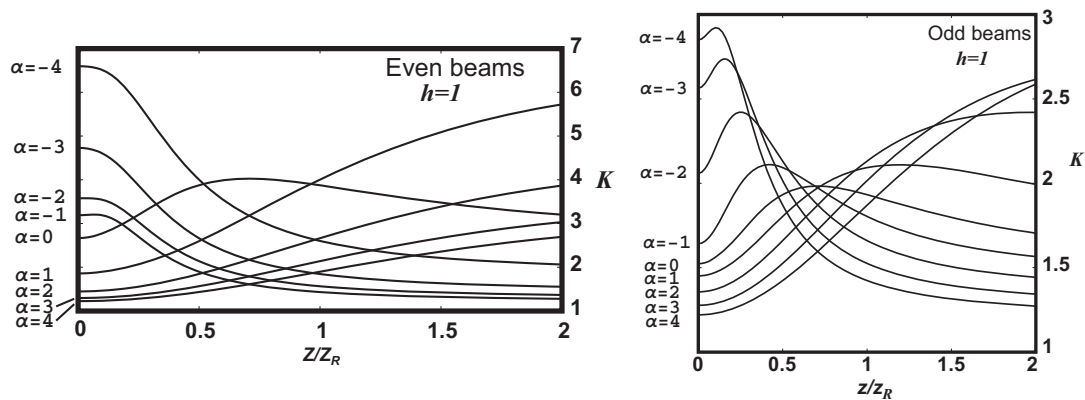 7
Even beams
h=1
6
5
4
K
3
2
1
α=-4
α=-3
α=-2
α=-1
α=0
α=1
α=2
α=3
α=4
0
0.5
1
1.5
2
z/z_R
3
Odd beams
h=1
2.5
K
2
1.5
1
α=-4
α=-3
α=-2
α=-1
α=0
α=1
α=2
α=3
α=4
0
0.5
1
1.5
2
z/z_R